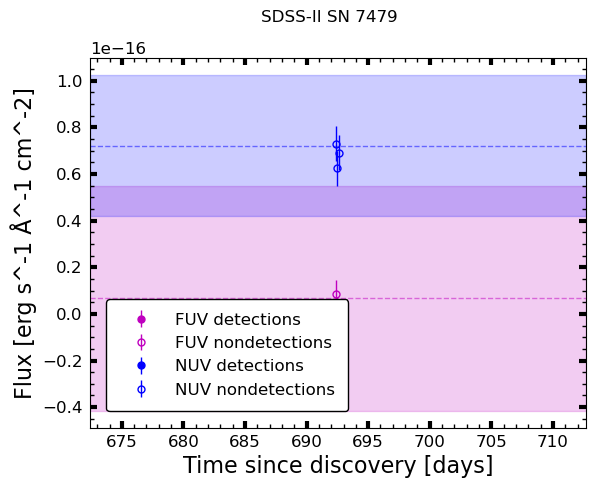 SDSS-II SN 7479
1e−16
Flux [erg s^-1 Å^-1 cm^-2]
1.0
0.8
0.6
0.4
0.2
0.0
−0.2
−0.4
FUV detections
FUV nondetections
NUV detections
NUV nondetections
675 680 685 690 695 700 705 710
Time since discovery [days]